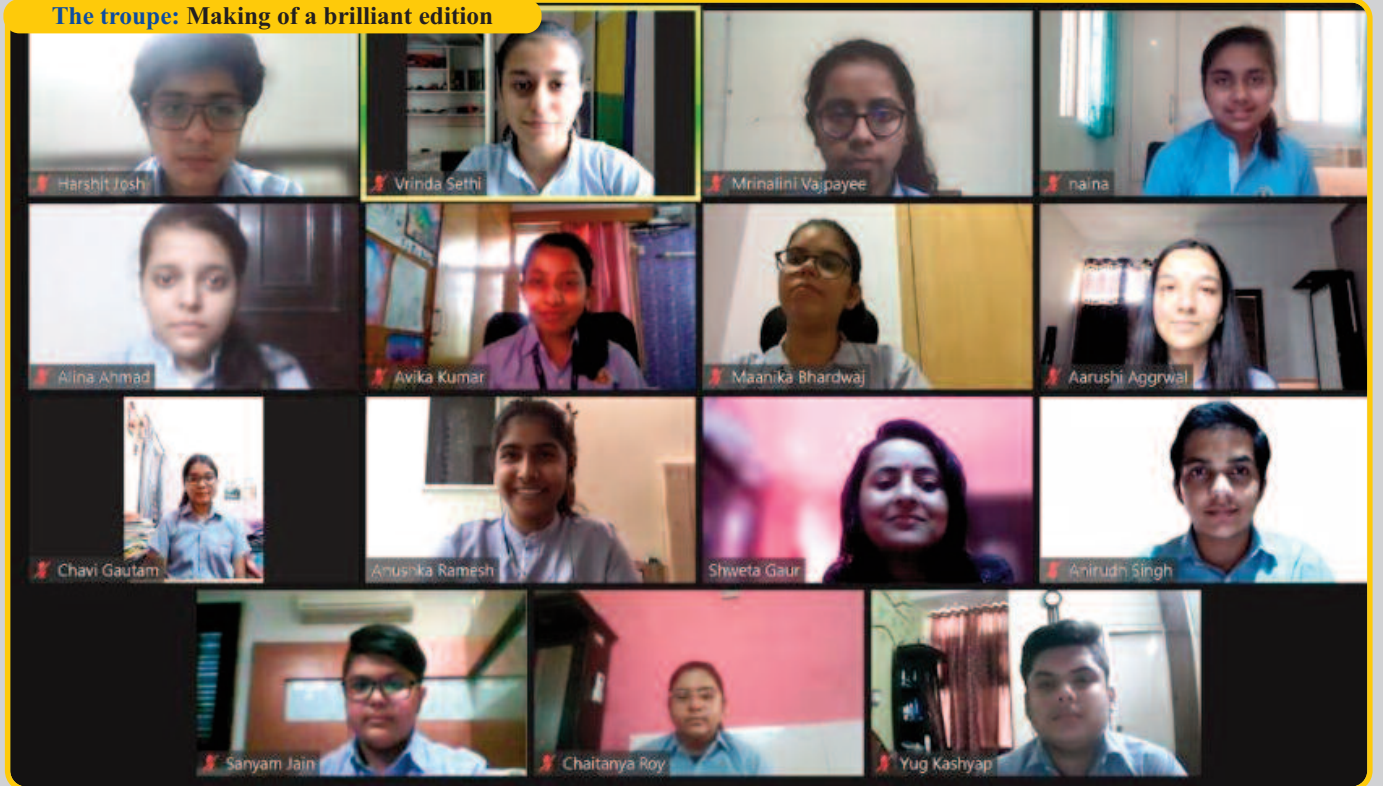 The troupe: Making of a brilliant edition
Harshit Josh
Vrinda Sethi
Mrinalini Vajpayee
naina
Alina Ahmad
Avika Kumar
Maanika Bhardwaj
Aarushi Aggrwal
Chavi Gautam
Anushka Ramesh
Shweta Gaur
Anirudh Singh
Sanyam Jain
Chaitanya Roy
Yug Kashyap